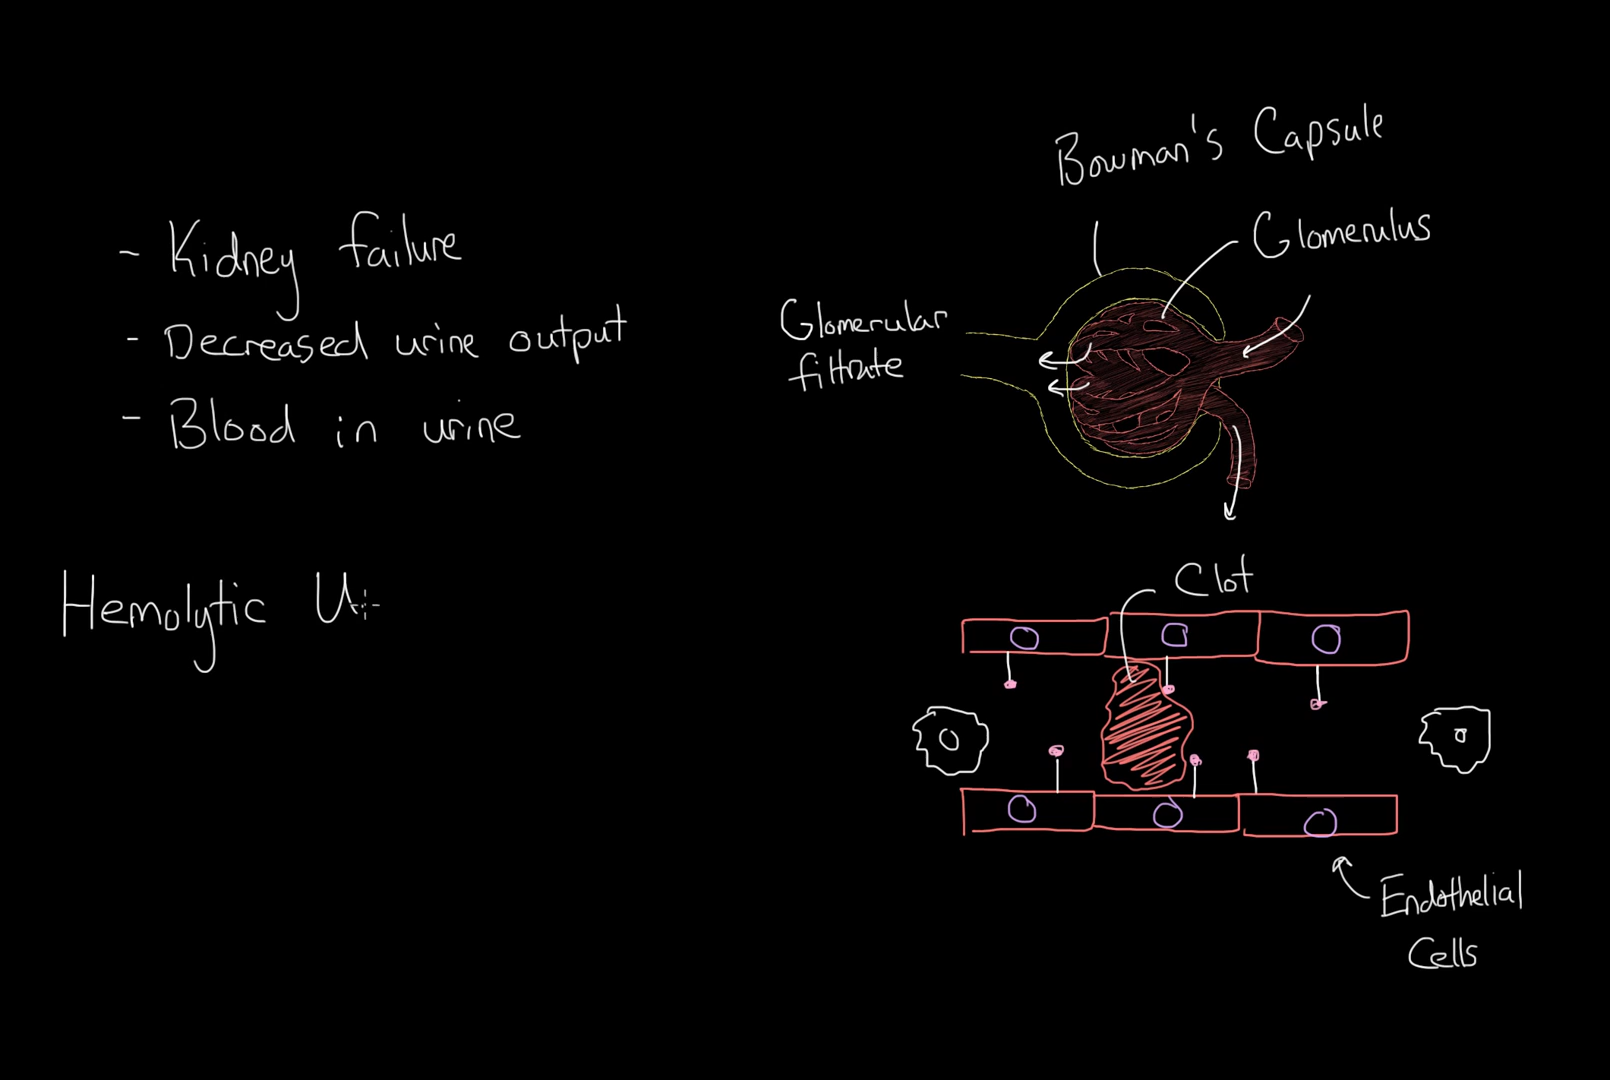 - Kidney failure
- Decreased urine output
- Blood in urine
Hemolytic U
Bowman's Capsule
Glomerulus
Glomerular
filtrate
Clot
Endothelial
Cells